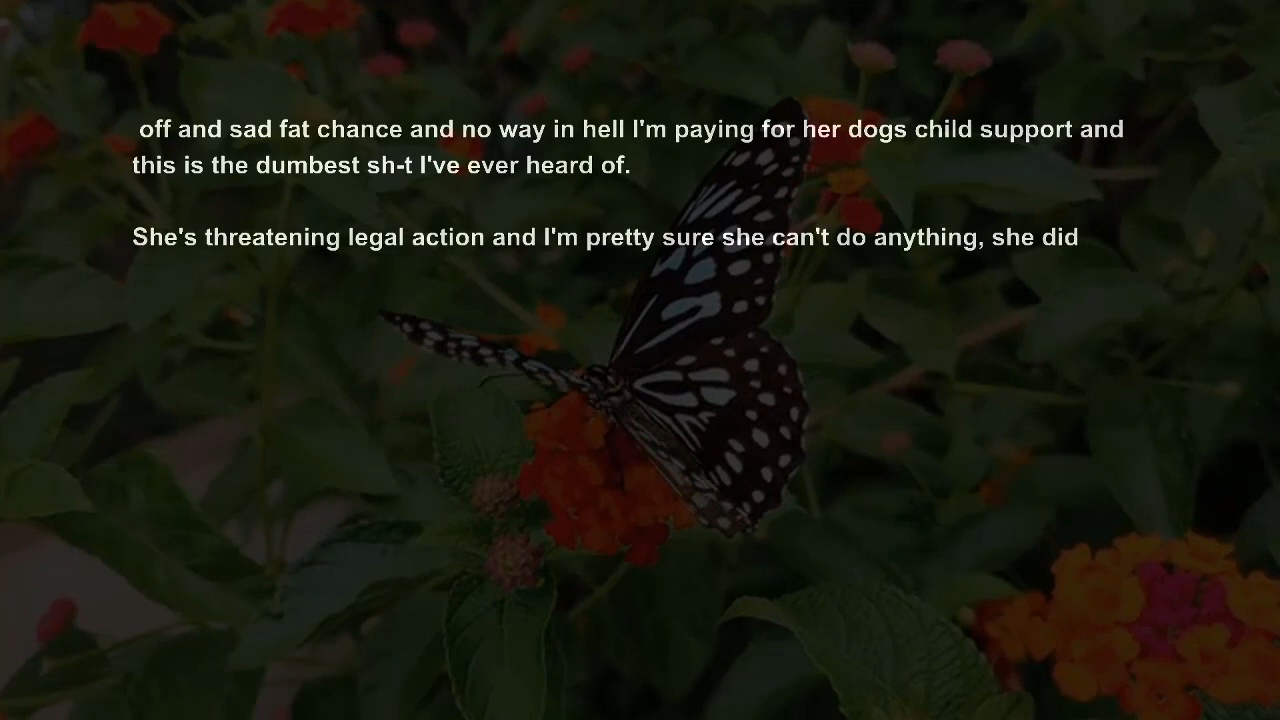 off and sad fat chance and no way in hell I'm paying for her dogs child support and
this is the dumbest sh-t I've ever heard of.
She's threatening legal action and I'm pretty sure she can't do anything, she did